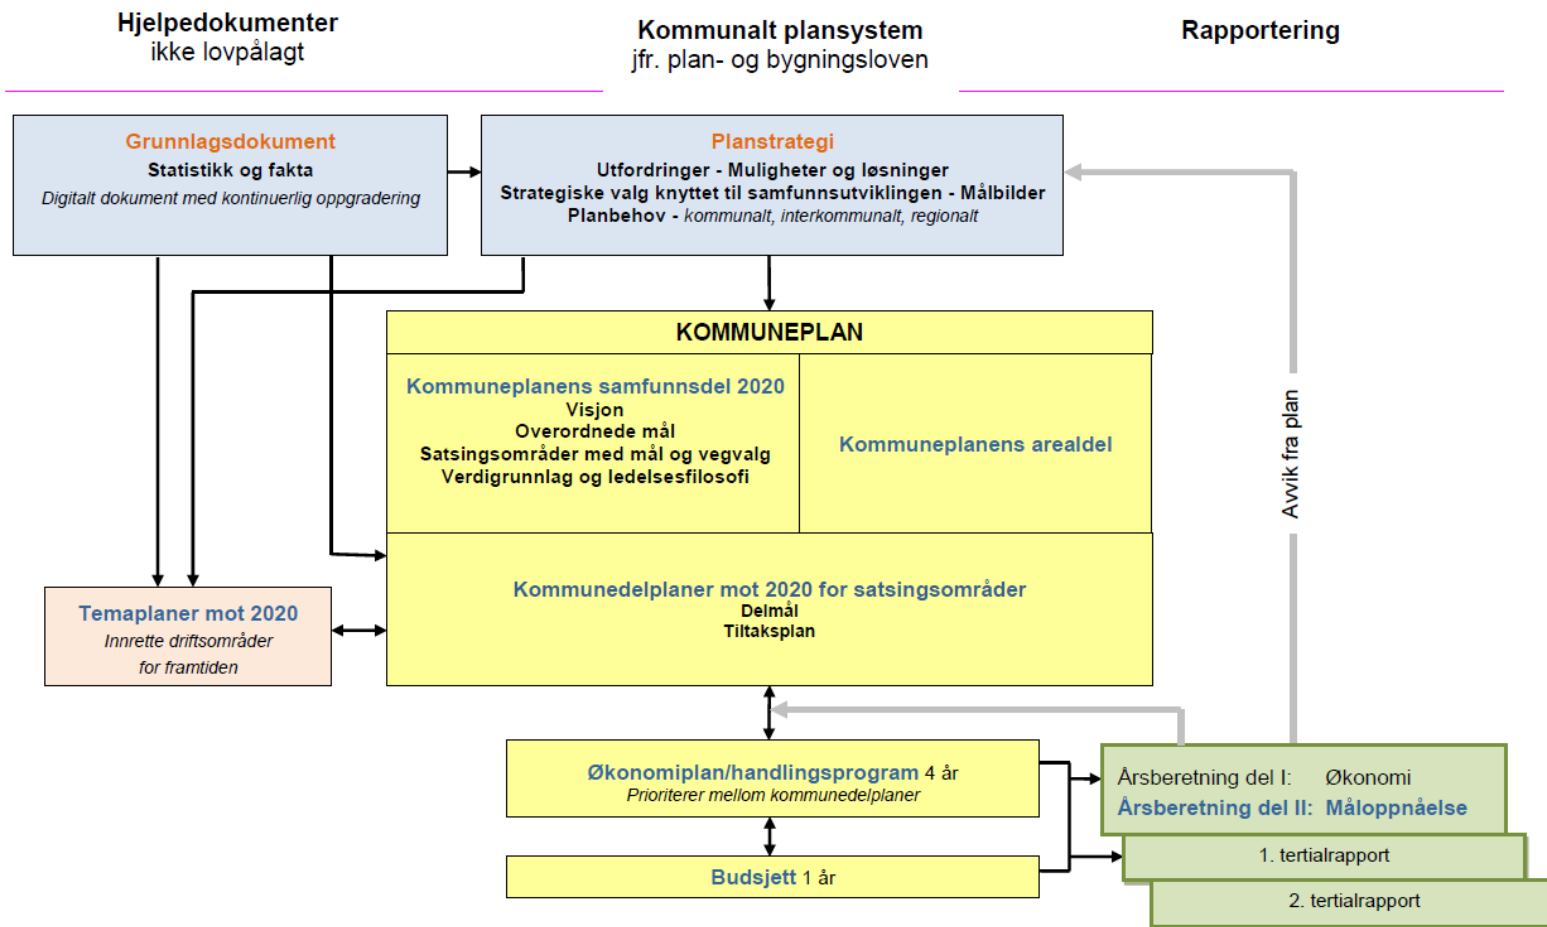 Hjelpedokumenter
ikke lovpålagt
Kommunalt plansystem
jfr. plan- og bygningsloven
Rapportering
Grunnlagsdokument
Statistikk og fakta
Digitalt dokument med kontinuerlig oppgradering
Planstrategi
Utfordringer - Muligheter og løsninger
Strategiske valg knyttet til samfunnsutviklingen - Målbilder
Planbehov - kommunalt, interkommunalt, regionalt
KOMMUNEPLAN
Kommuneplanens samfunnsdel 2020
Visjon
Overordnede mål
Satsingsområder med mål og vegvalg
Verdigrunnlag og ledelsesfilosofi
Kommuneplanens arealdel
Avvik fra plan
Kommunedelplaner mot 2020 for satsingsområder
Delmål
Tiltaksplan
Temaplaner mot 2020
Innrette driftsområder
for framtiden
Økonomiplan/handlingsprogram 4 år
Prioriterer mellom kommunedelplaner
Budsjett 1 år
Årsberetning del I: Økonomi
Årsberetning del II: Måloppnåelse
1. tertialrapport
2. tertialrapport